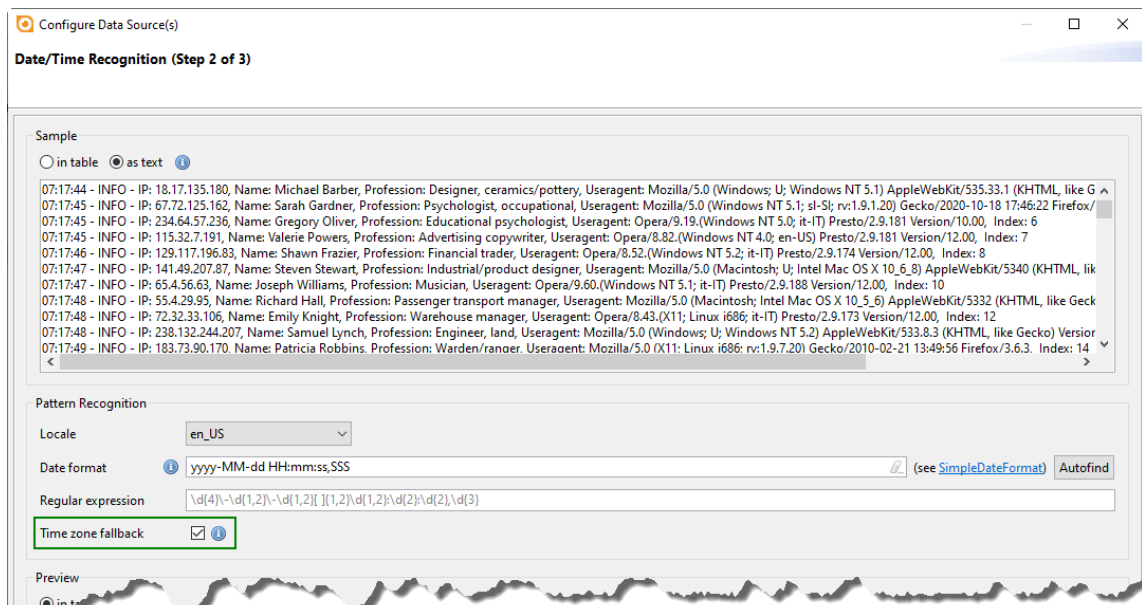 Configure Data Source(s)
Date/Time Recognition (Step 2 of 3)
Sample
in table as text
07:17:44 - INFO - IP: 18.17.135.180, Name: Michael Barber, Profession: Designer, ceramics/pottery, Useragent: Mozilla/5.0 (Windows; U; Windows NT 5.1) AppleWebKit/535.33.1 (KHTML, like G
07:17:45 - INFO - IP: 67.72.125.162, Name: Sarah Gardner, Profession: Psychologist, occupational, Useragent: Mozilla/5.0 (Windows NT 5.1; sl-SI; rv:1.9.1.20) Gecko/2020-10-18 17:46:22 Firefox/
07:17:45 - INFO - IP: 234.64.57.236, Name: Gregory Oliver, Profession: Educational psychologist, Useragent: Opera/9.19.(Windows NT 5.0; it-IT) Presto/2.9.181 Version/10.00, Index: 6
07:17:45 - INFO - IP: 115.32.7.191, Name: Valerie Powers, Profession: Advertising copywriter, Useragent: Opera/8.82.(Windows NT 4.0; en-US) Presto/2.9.181 Version/12.00, Index: 7
07:17:46 - INFO - IP: 129.117.196.83, Name: Shawn Frazier, Profession: Financial trader, Useragent: Opera/8.52.(Windows NT 5.2; it-IT) Presto/2.9.174 Version/12.00, Index: 8
07:17:47 - INFO - IP: 141.49.207.87, Name: Steven Stewart, Profession: Industrial/product designer, Useragent: Mozilla/5.0 (Macintosh; U; Intel Mac OS X 10_6_8) AppleWebKit/5340 (KHTML, lik
07:17:47 - INFO - IP: 65.4.56.63, Name: Joseph Williams, Profession: Musician, Useragent: Opera/9.60.(Windows NT 5.1; it-IT) Presto/2.9.188 Version/12.00, Index: 10
07:17:48 - INFO - IP: 55.4.29.95, Name: Richard Hall, Profession: Passenger transport manager, Useragent: Mozilla/5.0 (Macintosh; Intel Mac OS X 10_5_6) AppleWebKit/5332 (KHTML, like Geck
07:17:48 - INFO - IP: 72.32.33.106, Name: Emily Knight, Profession: Warehouse manager, Useragent: Opera/8.43.(X11; Linux i686; it-IT) Presto/2.9.173 Version/12.00, Index: 12
07:17:48 - INFO - IP: 238.132.244.207, Name: Samuel Lynch, Profession: Engineer, land, Useragent: Mozilla/5.0 (Windows; U; Windows NT 5.2) AppleWebKit/533.8.3 (KHTML, like Gecko) Version
07:17:49 - INFO - IP: 183.73.90.170, Name: Patricia Robbins, Profession: Warden/ranger, Useragent: Mozilla/5.0 (X11; Linux i686; rv:1.9.7.20) Gecko/2010-02-21 13:49:56 Firefox/3.6.3, Index: 14
Pattern Recognition
Locale en_US
Date format yyyy-MM-dd HH:mm:ss,SSS (see SimpleDateFormat) Autofind
Regular expression \d{4}\-\d{1,2}\-\d{1,2}[ ]{1,2}\d{1,2}:\d{2}:\d{2},\d{3}
Time zone fallback
Preview
in